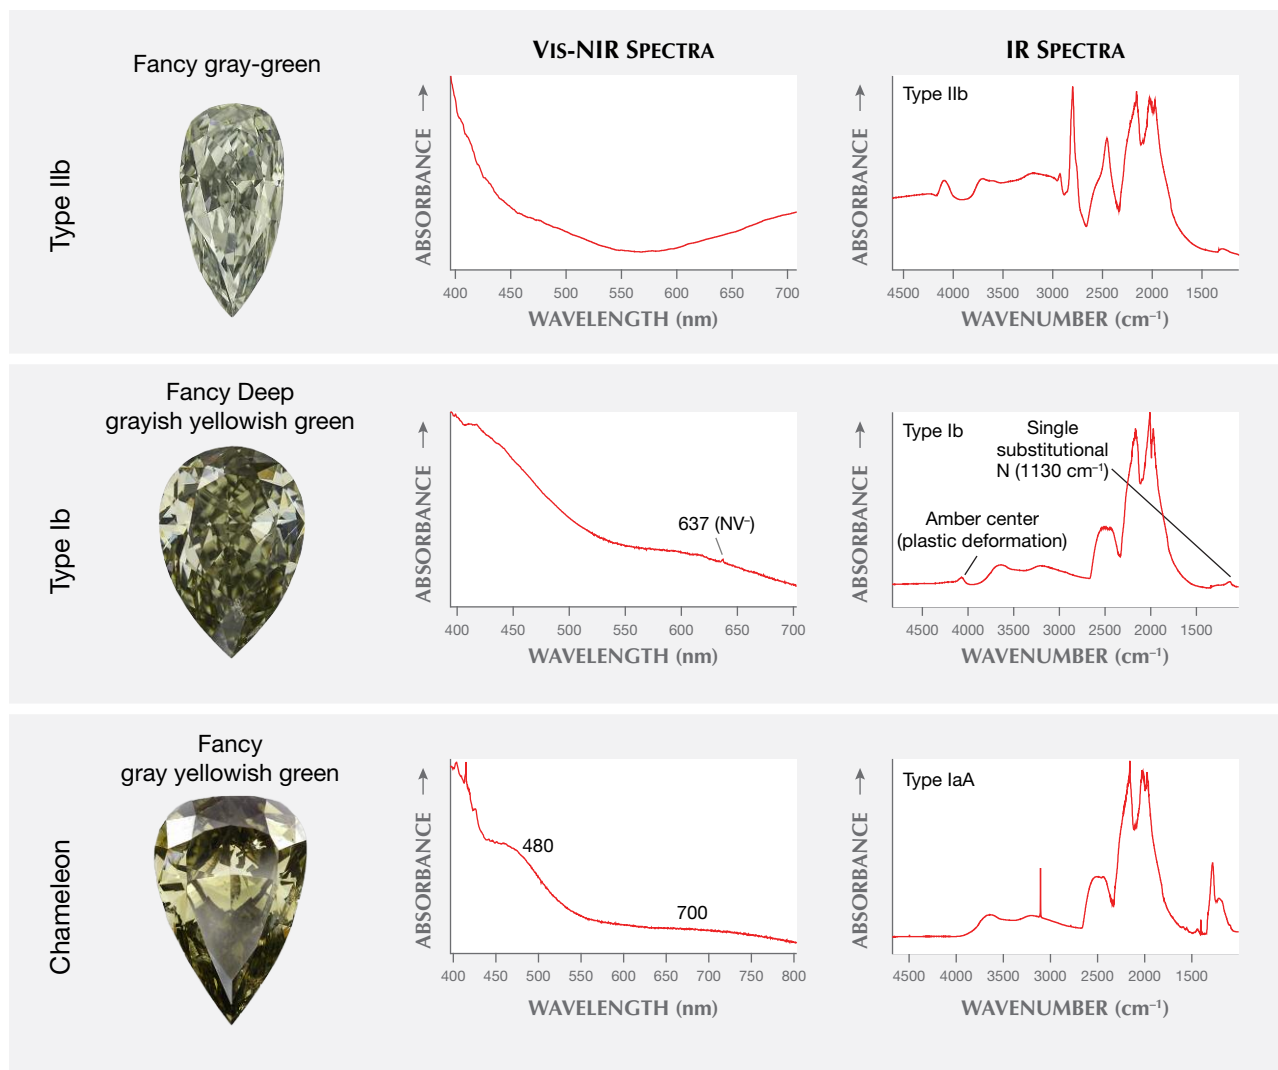 VIS-NIR SPECTRA
IR SPECTRA
Type IIb
Fancy gray-green
ABSORBANCE
400 450 500 550 600 650 700
WAVELENGTH (nm)
Type IIb
ABSORBANCE
4500 4000 3500 3000 2500 2000 1500
WAVENUMBER (cm⁻¹)
Type Ib
Fancy Deep
grayish yellowish green
ABSORBANCE
637 (NV⁻)
400 450 500 550 600 650 700
WAVELENGTH (nm)
Type Ib
Single
substitutional
N (1130 cm⁻¹)
Amber center
(plastic deformation)
ABSORBANCE
4500 4000 3500 3000 2500 2000 1500
WAVENUMBER (cm⁻¹)
Chameleon
Fancy
gray yellowish green
ABSORBANCE
480
700
400 450 500 550 600 650 700 750 800
WAVELENGTH (nm)
Type IaA
ABSORBANCE
4500 4000 3500 3000 2500 2000 1500
WAVENUMBER (cm⁻¹)